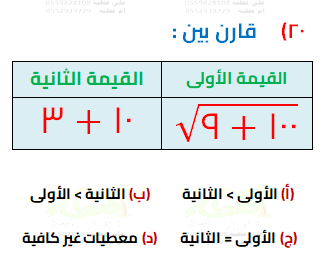 ٢٠) قارن بين :
القيمة الأولى القيمة الثانية
√١٠٠ + ٩ ١٠ + ٣
(أ) الأولى > الثانية (ب) الثانية > الأولى
(ج) الأولى = الثانية (د) معطيات غير كافية